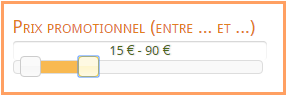 Prix promotionnel (entre ... et ...)
15 € - 90 €